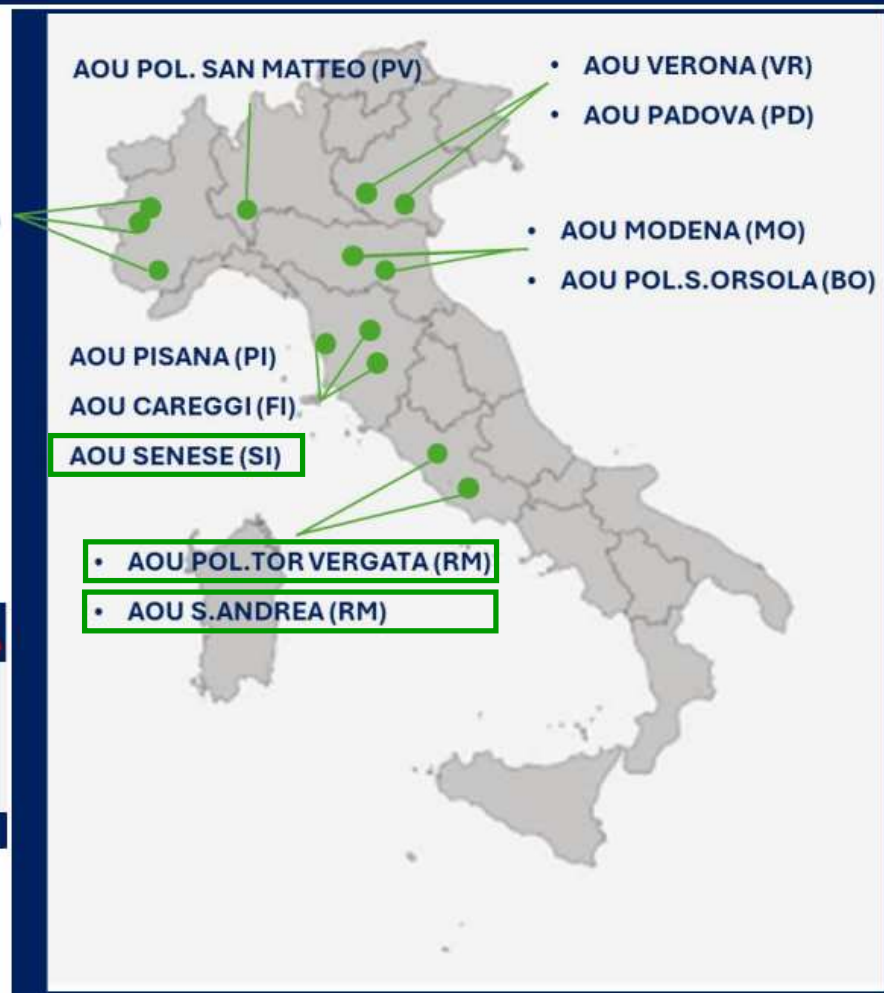 AOU POL. SAN MATTEO (PV)
• AOU VERONA (VR)
• AOU PADOVA (PD)
• AOU MODENA (MO)
• AOU POL.S.ORSOLA (BO)
AOU PISANA (PI)
AOU CAREGGI (FI)
AOU SENESE (SI)
• AOU POL.TOR VERGATA (RM)
• AOU S.ANDREA (RM)